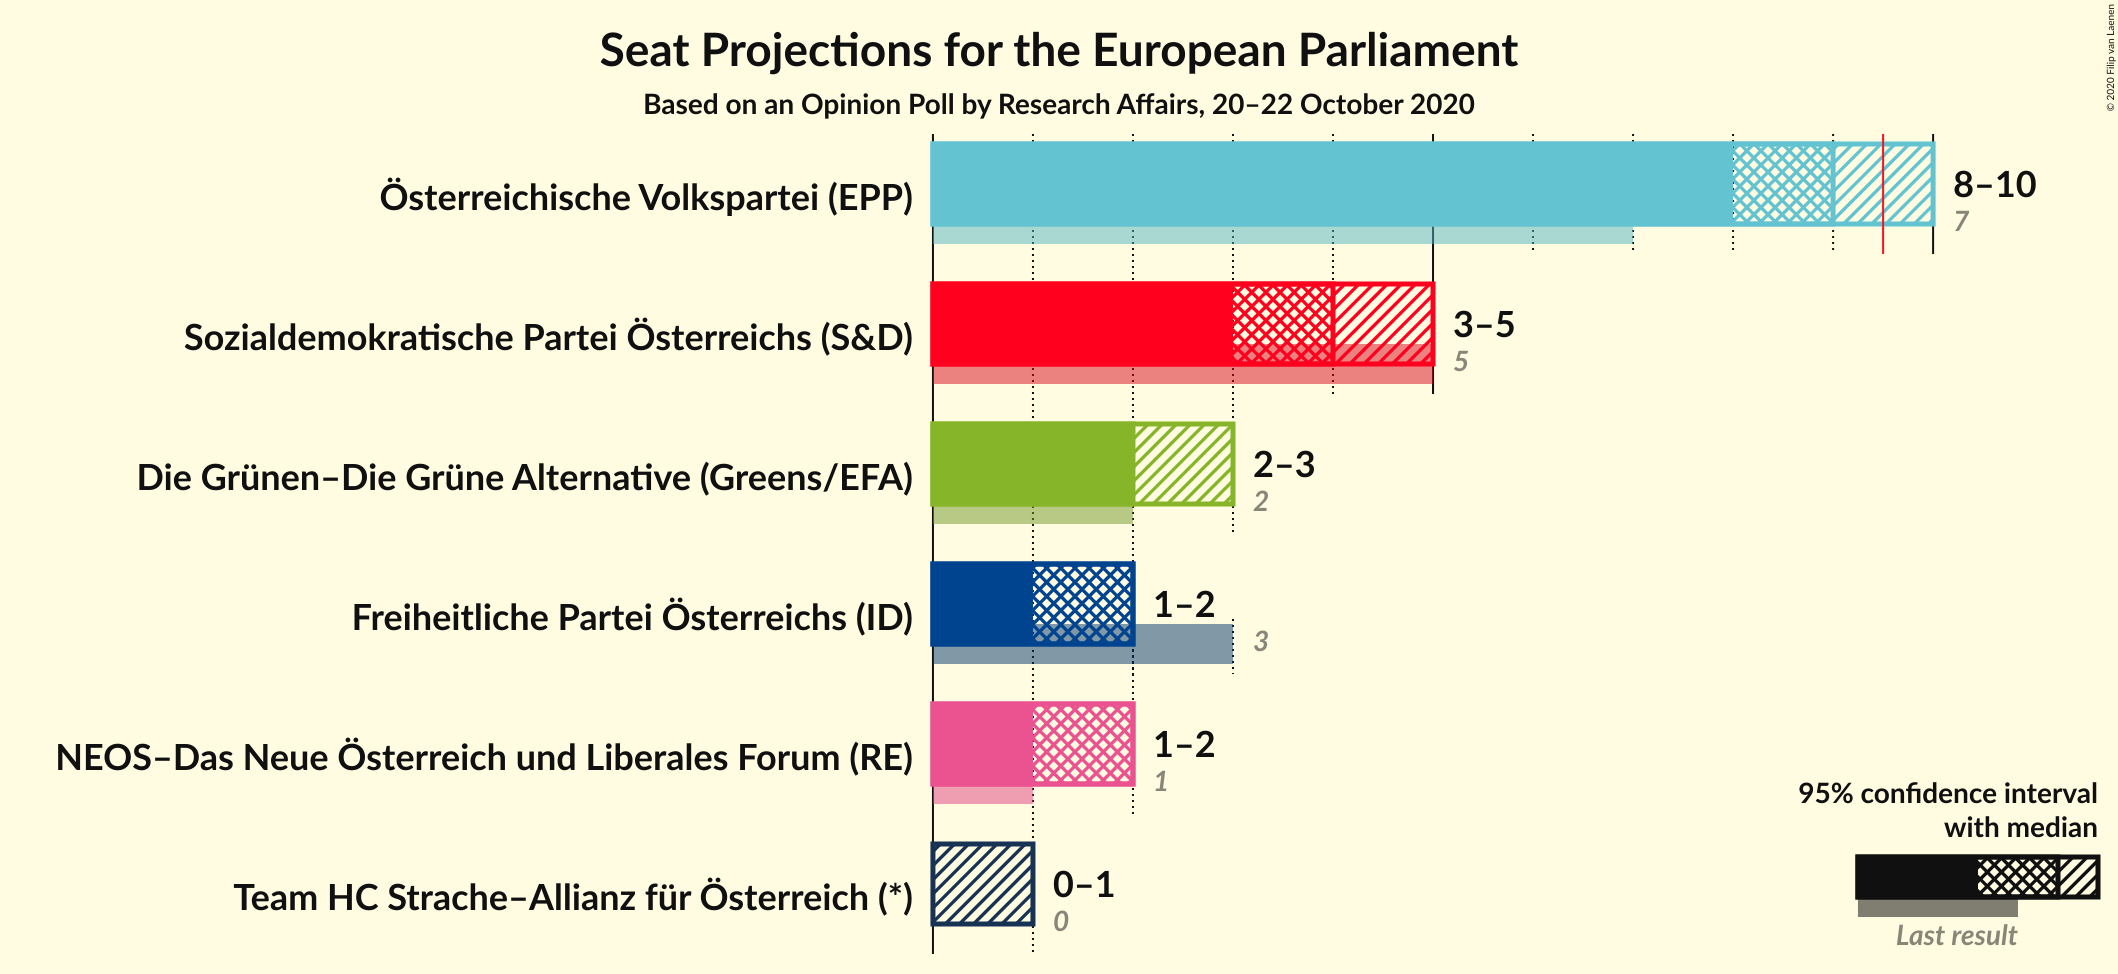 Seat Projections for the European Parliament
Based on an Opinion Poll by Research Affairs, 20–22 October 2020
© 2020 Filip van Laenen
Österreichische Volkspartei (EPP)
8–10
7
Sozialdemokratische Partei Österreichs (S&D)
3–5
5
Die Grünen–Die Grüne Alternative (Greens/EFA)
2–3
2
Freiheitliche Partei Österreichs (ID)
1–2
3
NEOS–Das Neue Österreich und Liberales Forum (RE)
1–2
1
Team HC Strache–Allianz für Österreich (*)
0–1
0
95% confidence interval
with median
Last result